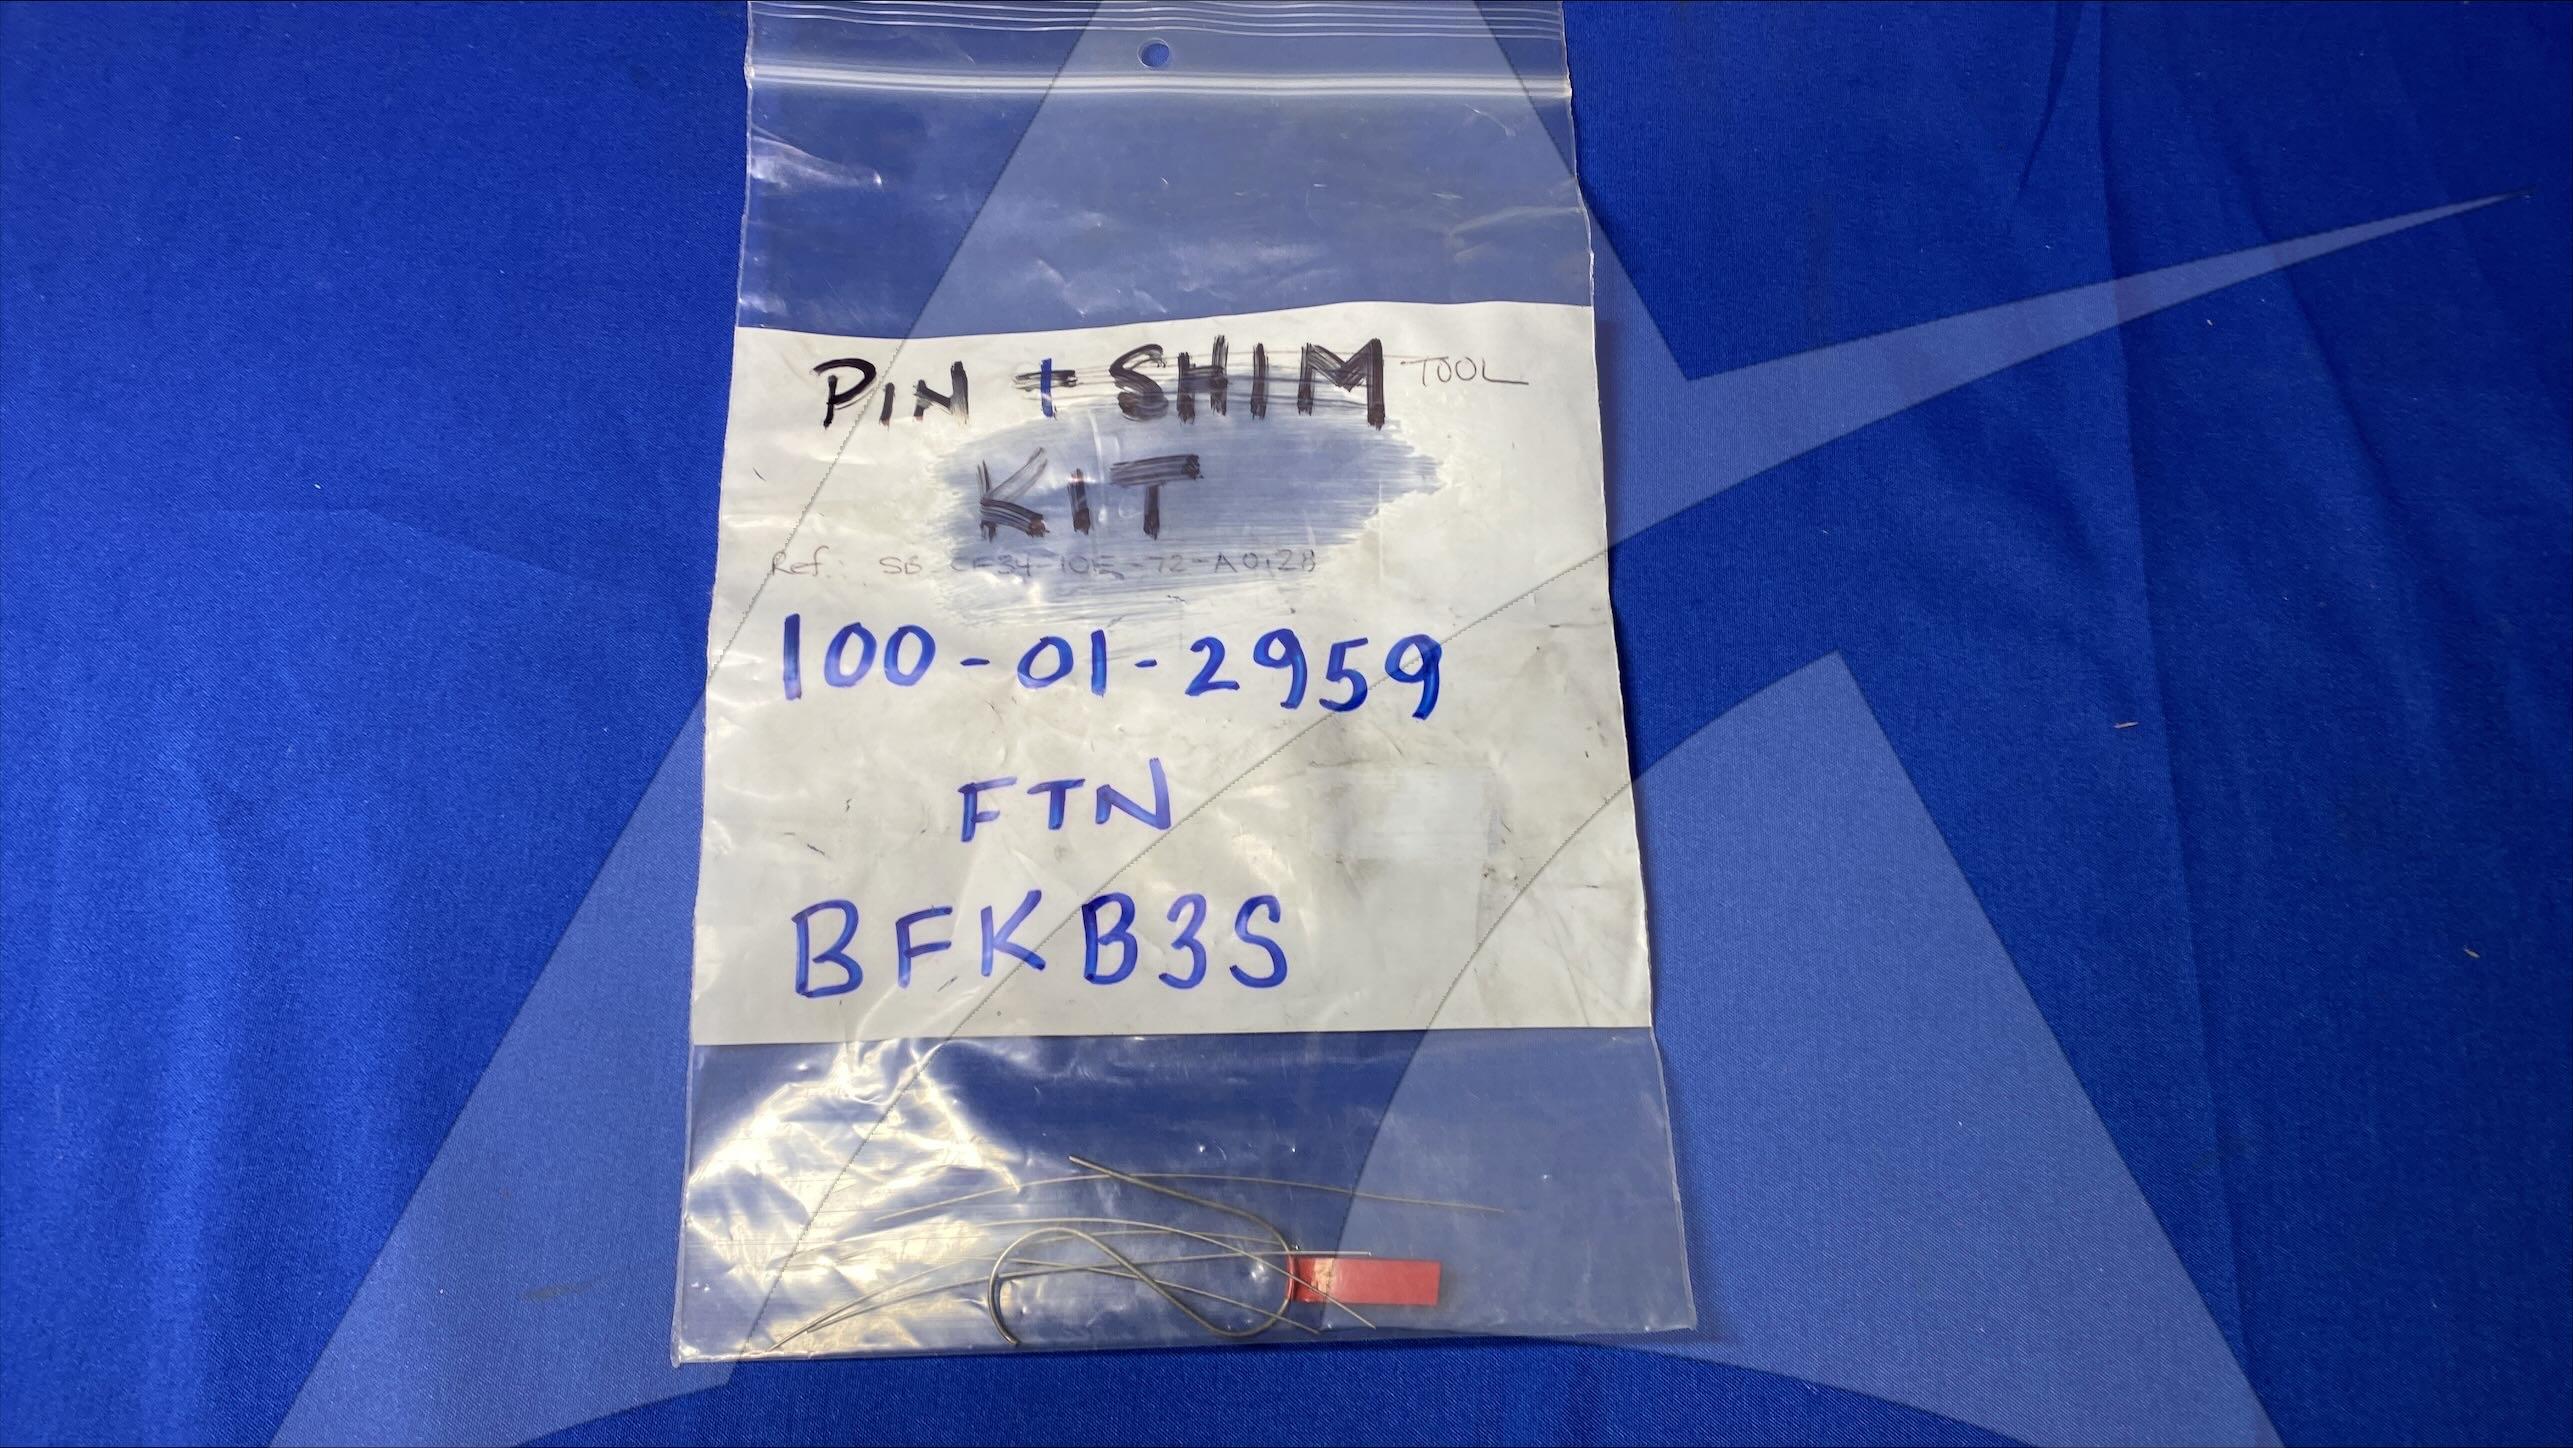 PIN + SHIM TOOL
KIT
Ref.: SB CF34-10E-72-A0128
100-01-2959
FTN
BFKB3S